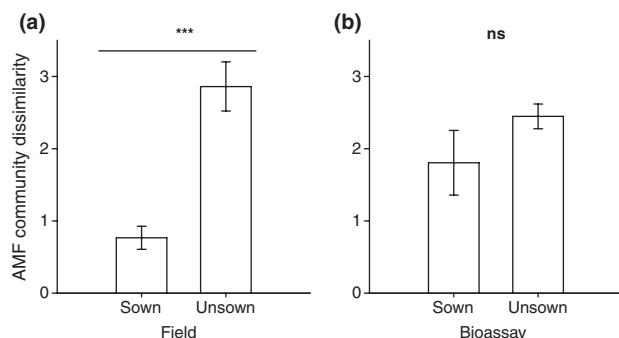 (a)
***
AMF community dissimilarity
3
2
1
0
Sown Unsown
Field
(b)
ns
3
2
1
0
Sown Unsown
Bioassay